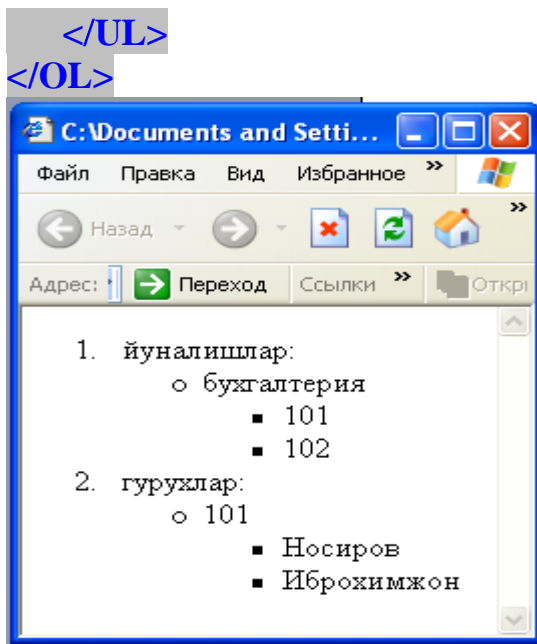 </UL>
</OL>
C:\Documents and Setti...
Файл Правка Вид Избранное »
Назад »
Адрес: Переход Ссылки »
1. йуналишлар:
o бухгалтерия
▪ 101
▪ 102
2. гурухлар:
o 101
▪ Носиров
▪ Иброхимжон